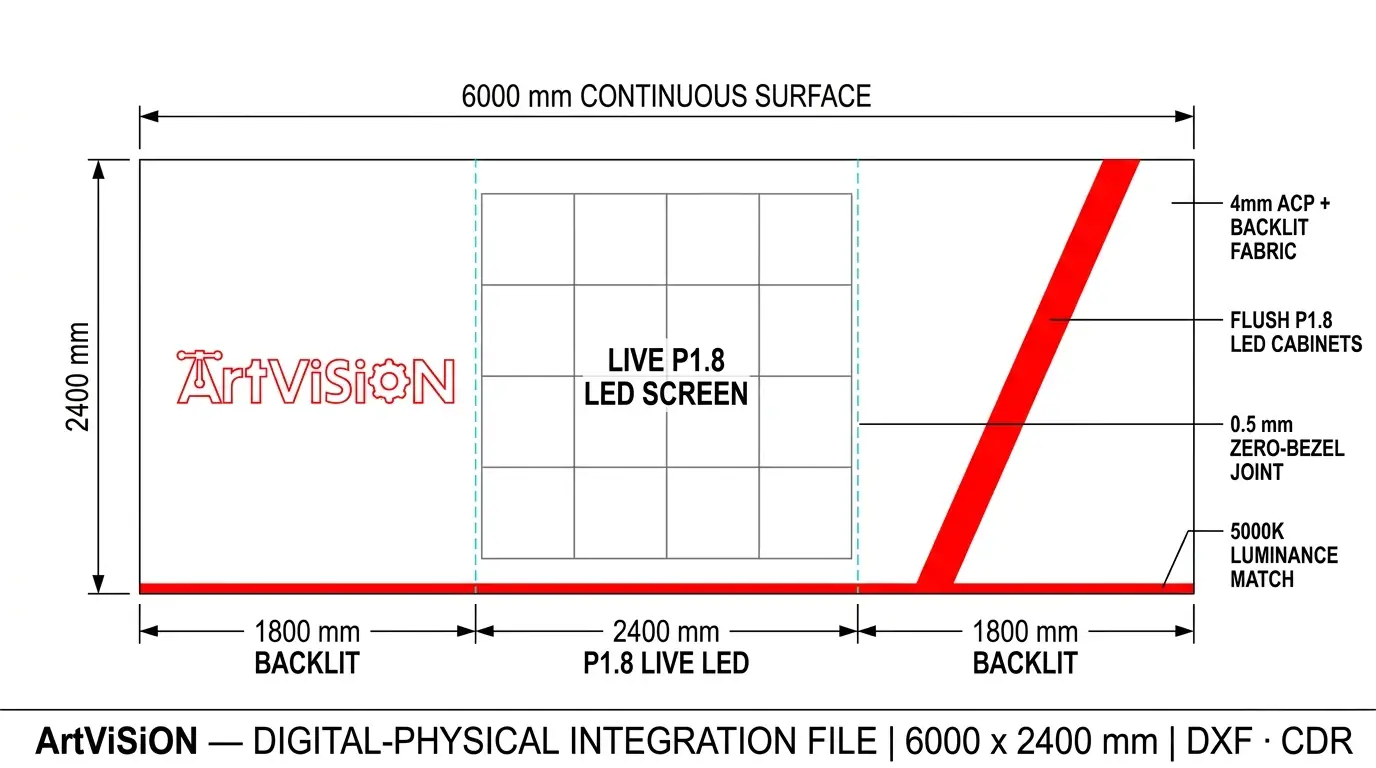 6000 mm CONTINUOUS SURFACE
2400 mm
ArtViSiON
LIVE P1.8
LED SCREEN
4mm ACP +
BACKLIT
FABRIC
FLUSH P1.8
LED CABINETS
0.5 mm
ZERO-BEZEL
JOINT
5000K
LUMINANCE
MATCH
1800 mm
BACKLIT
2400 mm
P1.8 LIVE LED
1800 mm
BACKLIT
ArtViSiON — DIGITAL-PHYSICAL INTEGRATION FILE | 6000 x 2400 mm | DXF · CDR